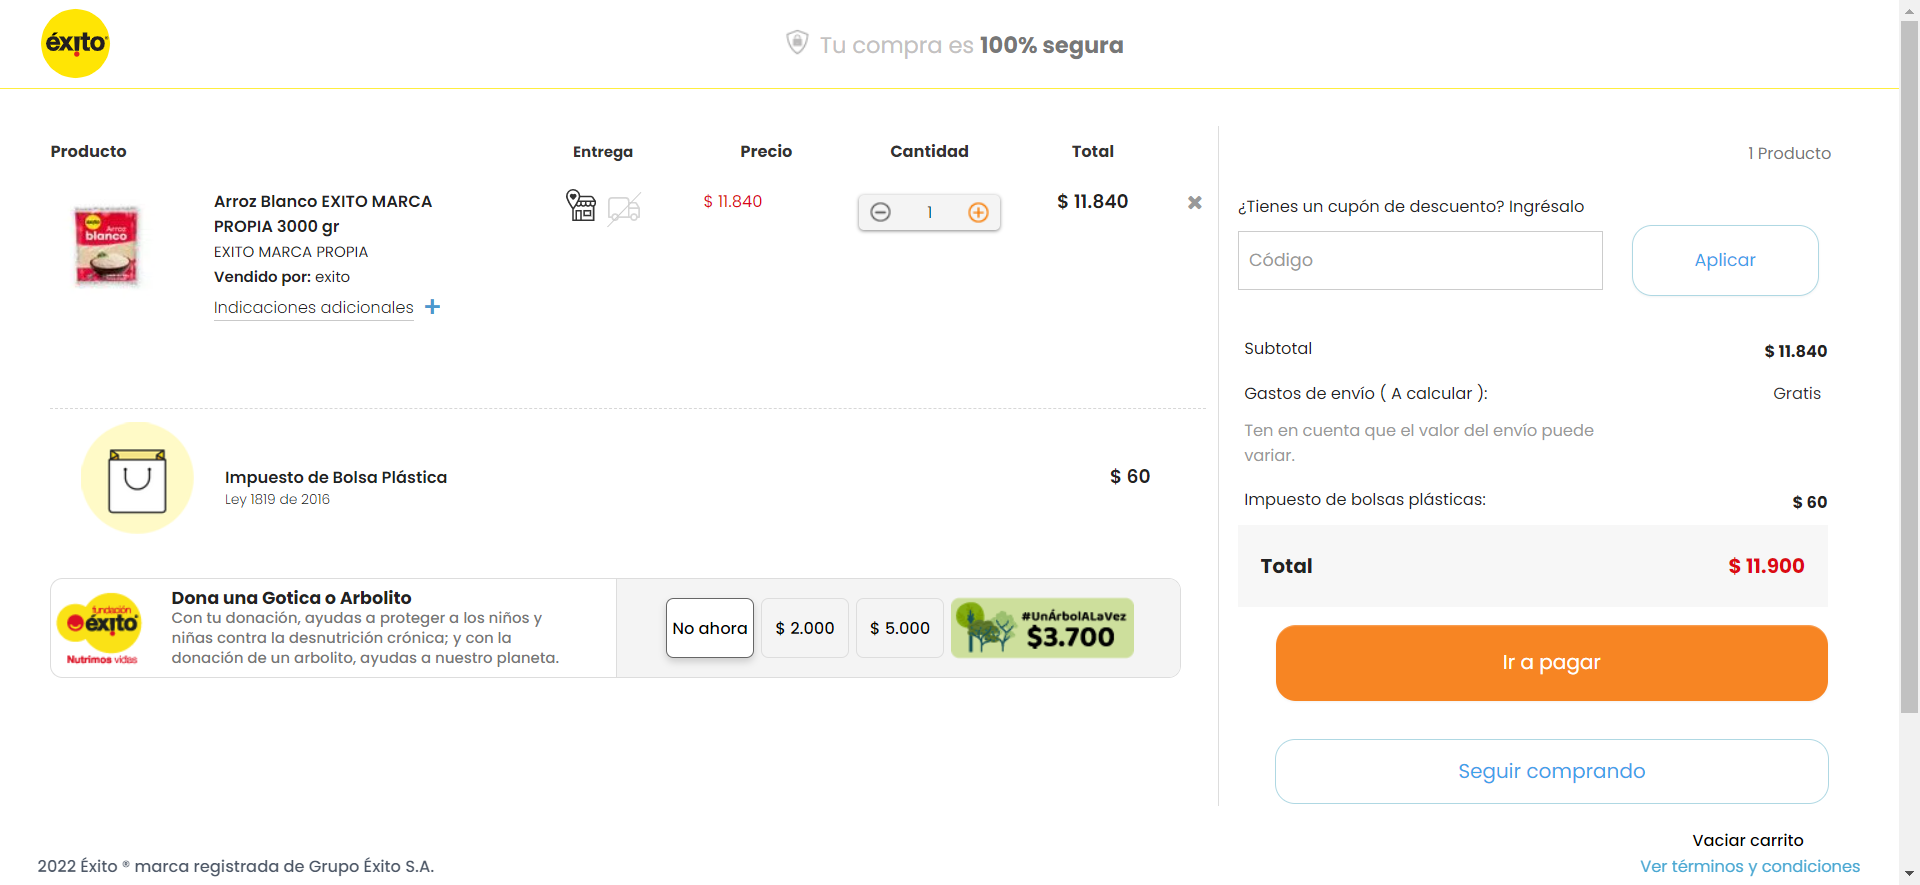 éxito
Tu compra es 100% segura
Producto
Entrega
Precio
Cantidad
Total
Arroz Blanco EXITO MARCA
PROPIA 3000 gr
EXITO MARCA PROPIA
Vendido por: exito
Indicaciones adicionales +
éxito
Arroz
blanco
$ 11.840
1
$ 11.840
Impuesto de Bolsa Plástica
Ley 1819 de 2016
$ 60
fundación
éxito
Nutrimos vidas
Dona una Gotica o Arbolito
Con tu donación, ayudas a proteger a los niños y
niñas contra la desnutrición crónica; y con la
donación de un arbolito, ayudas a nuestro planeta.
No ahora
$ 2.000
$ 5.000
#UnÁrbolALaVez
$3.700
1 Producto
¿Tienes un cupón de descuento? Ingrésalo
Código
Aplicar
Subtotal
$ 11.840
Gastos de envío ( A calcular ):
Gratis
Ten en cuenta que el valor del envío puede
variar.
Impuesto de bolsas plásticas:
$ 60
Total
$ 11.900
Ir a pagar
Seguir comprando
Vaciar carrito
2022 Éxito ® marca registrada de Grupo Éxito S.A.
Ver términos y condiciones